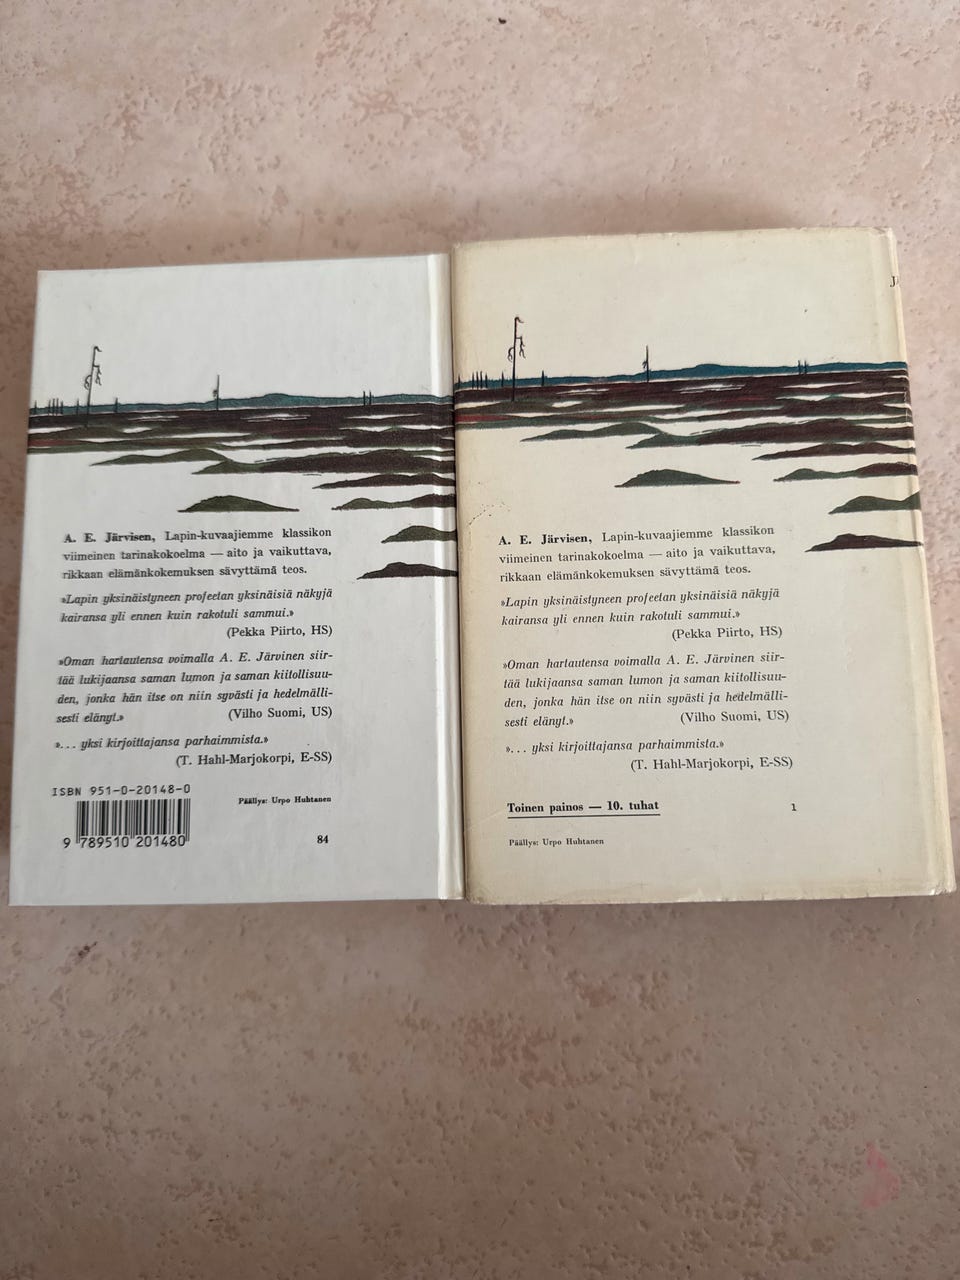 A. E. Järvisen, Lapin-kuvaajiemme klassikon
viimeinen tarinakokoelma — aito ja vaikuttava,
rikkaan elämänkokemuksen sävyttämä teos.
»Lapin yksinäistyneen profeetan yksinäisiä näkyjä
kairansa yli ennen kuin rakotuli sammui.»
(Pekka Piirto, HS)
»Oman hartautensa voimalla A. E. Järvinen siir-
tää lukijaansa saman lumon ja saman kiitollisuu-
den, jonka hän itse on niin syvästi ja hedelmälli-
sesti elänyt.» (Vilho Suomi, US)
»... yksi kirjoittajansa parhaimmista.»
(T. Hahl-Marjokorpi, E-SS)
ISBN 951-0-20148-0
Päällys: Urpo Huhtanen
9 789510 201480
84
A. E. Järvisen, Lapin-kuvaajiemme klassikon
viimeinen tarinakokoelma — aito ja vaikuttava,
rikkaan elämänkokemuksen sävyttämä teos.
»Lapin yksinäistyneen profeetan yksinäisiä näkyjä
kairansa yli ennen kuin rakotuli sammui.»
(Pekka Piirto, HS)
»Oman hartautensa voimalla A. E. Järvinen siir-
tää lukijaansa saman lumon ja saman kiitollisuu-
den, jonka hän itse on niin syvästi ja hedelmälli-
sesti elänyt.» (Vilho Suomi, US)
»... yksi kirjoittajansa parhaimmista.»
(T. Hahl-Marjokorpi, E-SS)
Toinen painos — 10. tuhat 1
Päällys: Urpo Huhtanen